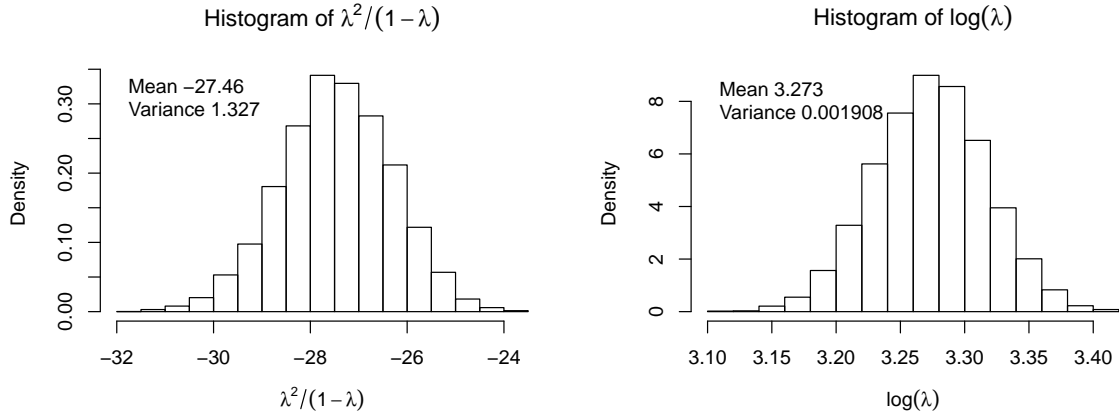 Histogram of λ²/(1−λ)
Mean −27.46
Variance 1.327
Density
0.00 0.10 0.20 0.30
−32 −30 −28 −26 −24
λ²/(1−λ)
Histogram of log(λ)
Mean 3.273
Variance 0.001908
Density
0 2 4 6 8
3.10 3.15 3.20 3.25 3.30 3.35 3.40
log(λ)